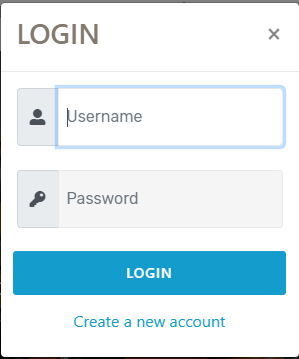 LOGIN ×
Username
Password
LOGIN
Create a new account